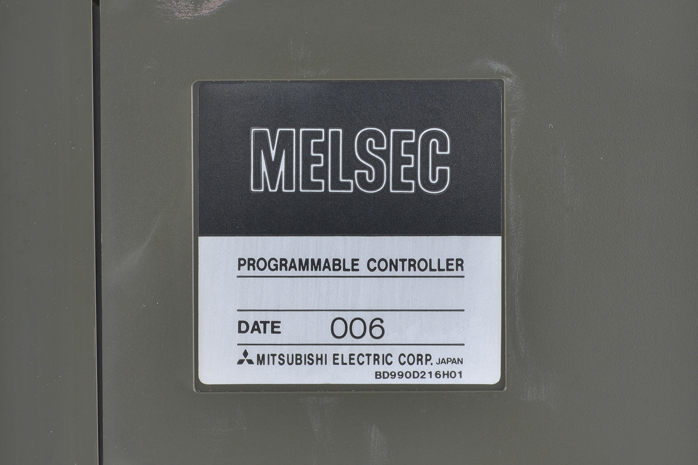 MELSEC
PROGRAMMABLE CONTROLLER
DATE 006
MITSUBISHI ELECTRIC CORP. JAPAN
BD990D216H01